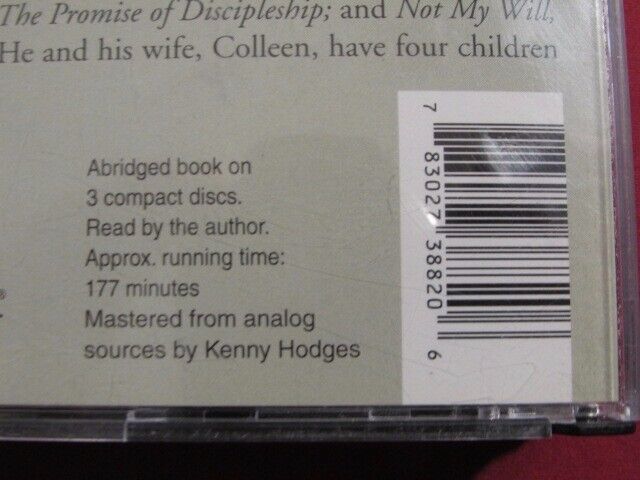 The Promise of Discipleship; and Not My Will,
He and his wife, Colleen, have four children
Abridged book on
3 compact discs.
Read by the author.
Approx. running time:
177 minutes
Mastered from analog
sources by Kenny Hodges
®
7 83027 38820 6